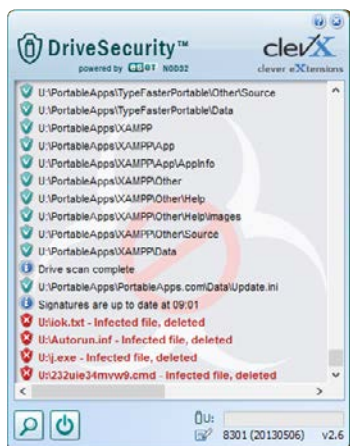 DriveSecurity™
powered by eseT NOD32
clevX
clever eXtensions
U:\PortableApps\TypeFasterPortable\Other\Source
U:\PortableApps\TypeFasterPortable\Data
U:\PortableApps\XAMPP
U:\PortableApps\XAMPP\App
U:\PortableApps\XAMPP\App\AppInfo
U:\PortableApps\XAMPP\Other
U:\PortableApps\XAMPP\Other\Help
U:\PortableApps\XAMPP\Other\Help\images
U:\PortableApps\XAMPP\Other\Source
U:\PortableApps\XAMPP\Data
Drive scan complete
U:\PortableApps\PortableApps.com\Data\Update.ini
Signatures are up to date at 09:01
U:\iok.txt - Infected file, deleted
U:\Autorun.inf - Infected file, deleted
U:\j.exe - Infected file, deleted
U:\232uie34mvw9.cmd - Infected file, deleted
U:
8301 (20130506) v2.6